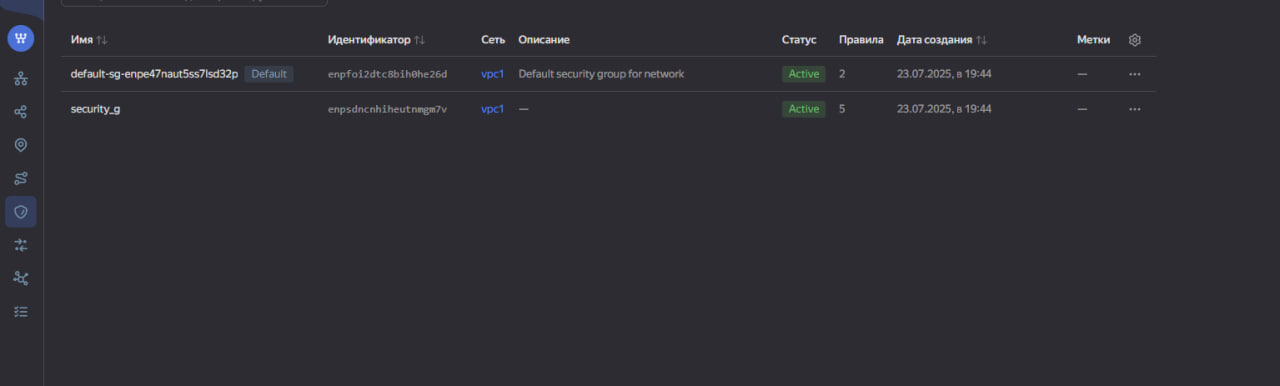 Имя Идентификатор Сеть Описание Статус Правила Дата создания Метки
default-sg-enpe47naut5ss7lsd32p Default enpfoi2dtc8bih0he26d vpc1 Default security group for network Active 2 23.07.2025, в 19:44 —
security_g enpsdncnhiheutnmgm7v vpc1 — Active 5 23.07.2025, в 19:44 —